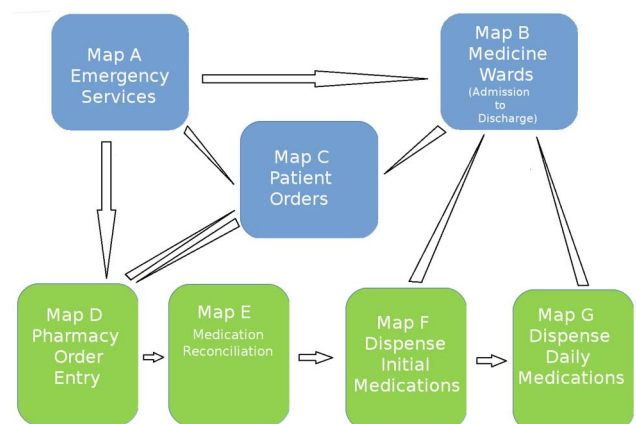 Map A
Emergency
Services
Map B
Medicine
Wards
(Admission
to
Discharge)
Map C
Patient
Orders
Map D
Pharmacy
Order
Entry
Map E
Medication
Reconciliation
Map F
Dispense
Initial
Medications
Map G
Dispense
Daily
Medications